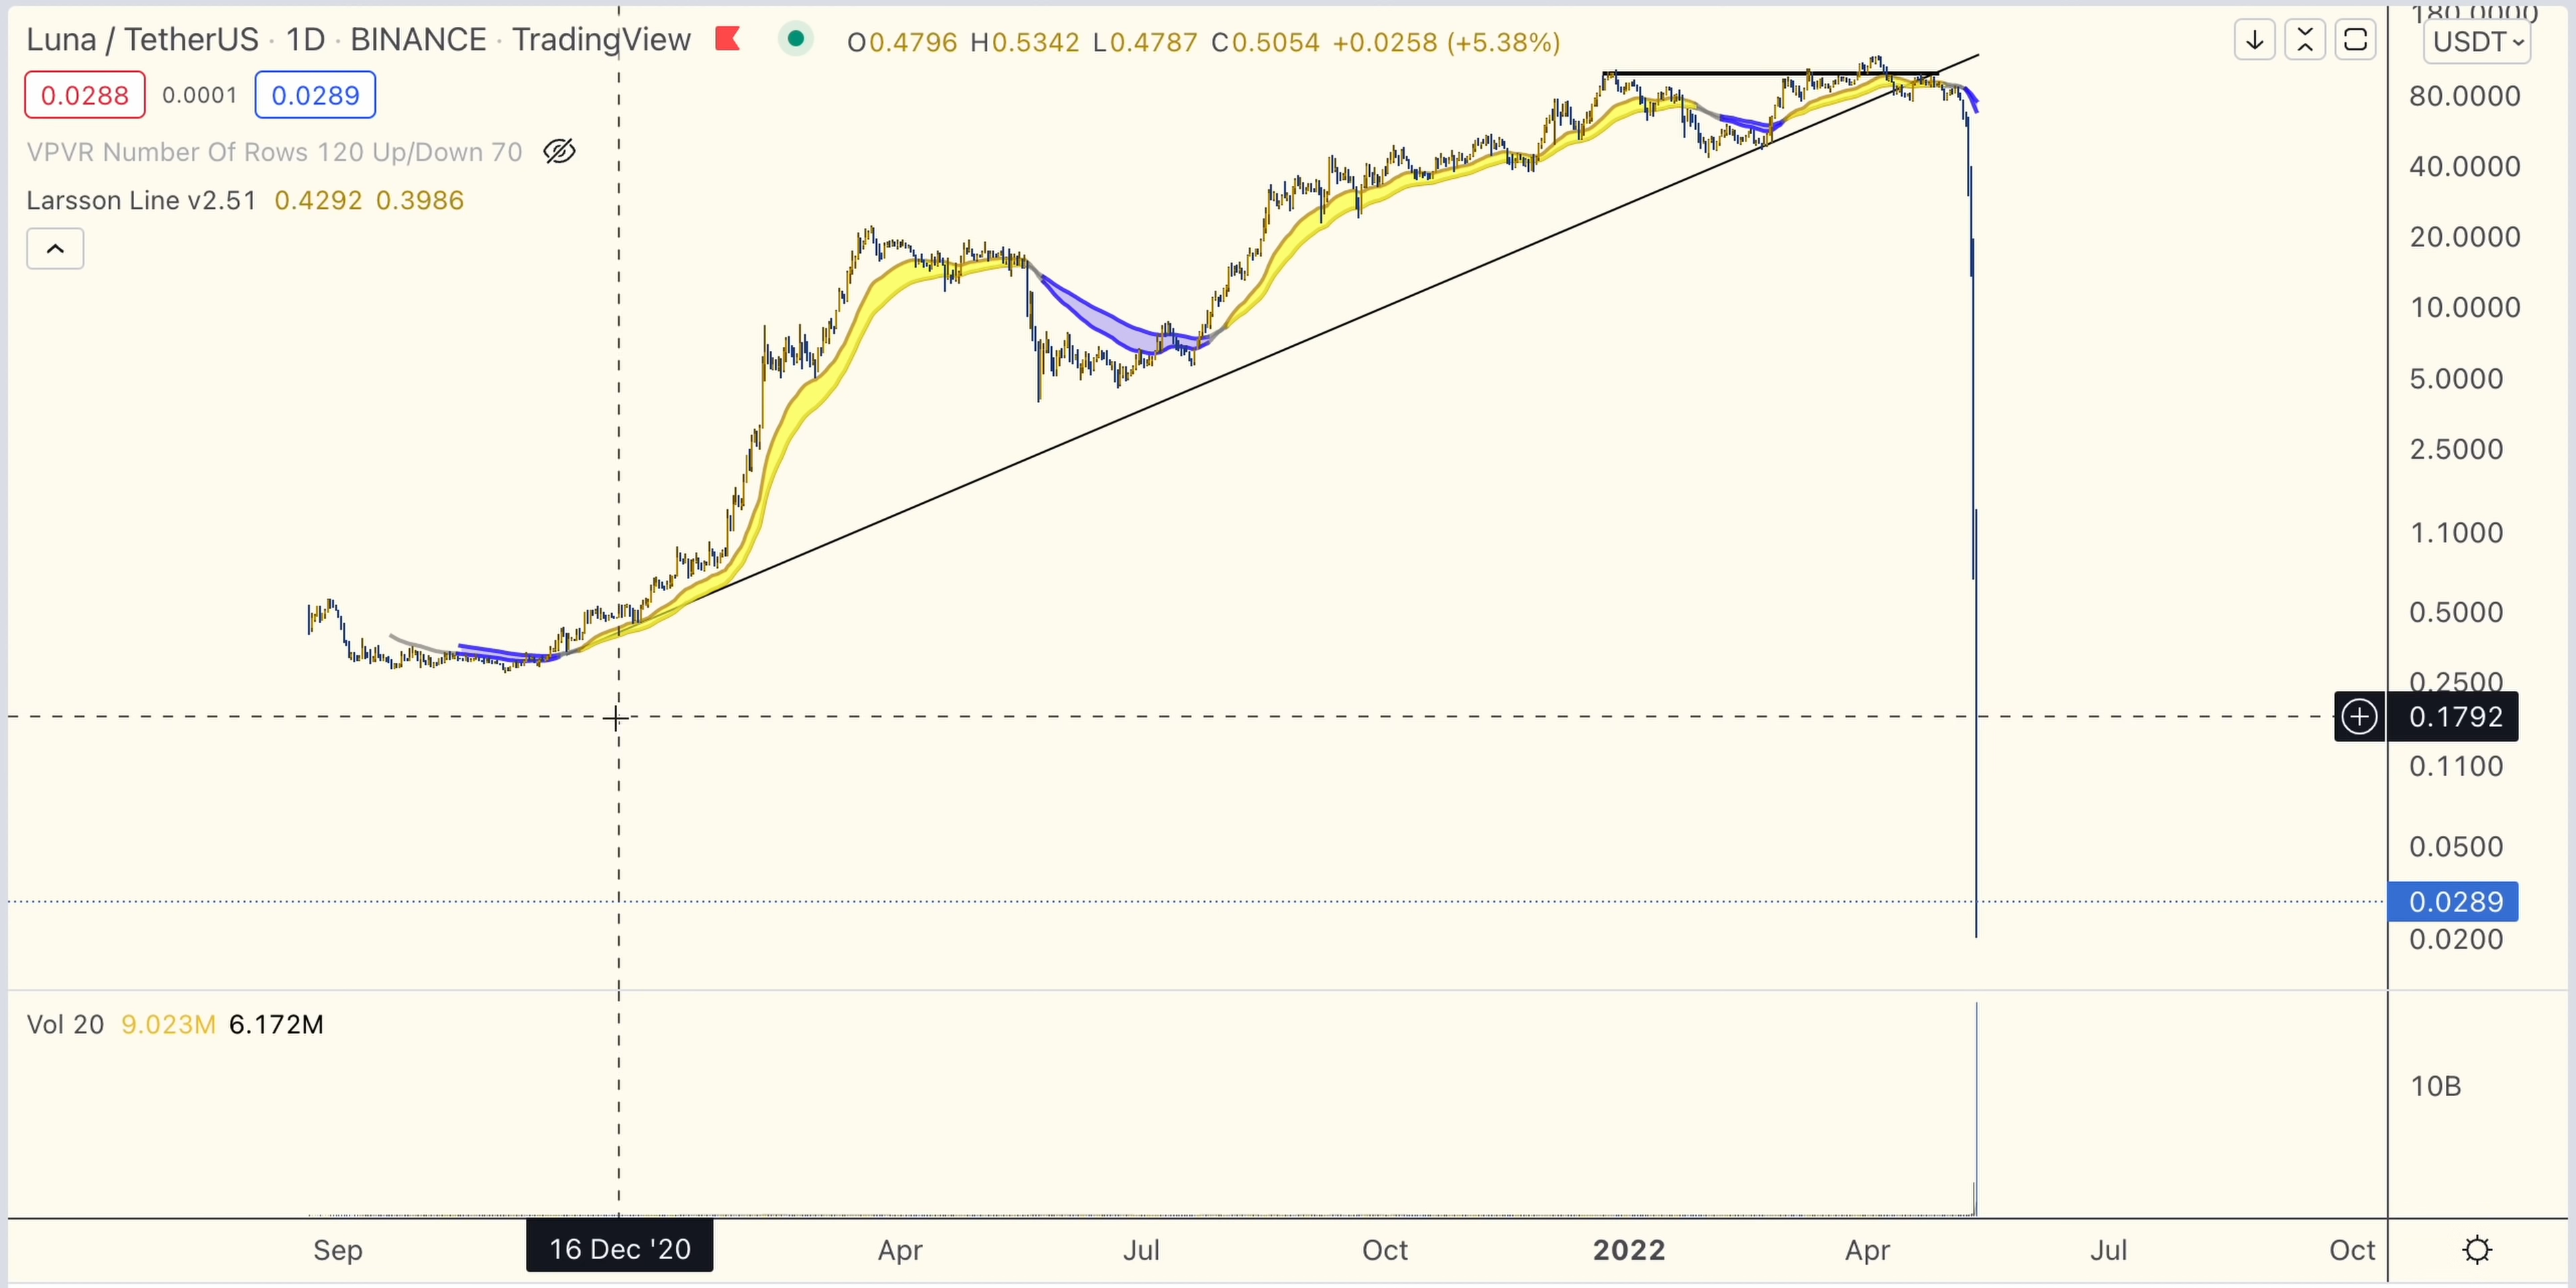 Luna / TetherUS · 1D · BINANCE · TradingView
O0.4796 H0.5342 L0.4787 C0.5054 +0.0258 (+5.38%)
0.0288 0.0001 0.0289
VPVR Number Of Rows 120 Up/Down 70
Larsson Line v2.51 0.4292 0.3986
180.0000
USDT
80.0000
40.0000
20.0000
10.0000
5.0000
2.5000
1.1000
0.5000
0.2500
0.1792
0.1100
0.0500
0.0289
0.0200
Vol 20 9.023M 6.172M
10B
Sep 16 Dec '20 Apr Jul Oct 2022 Apr Jul Oct